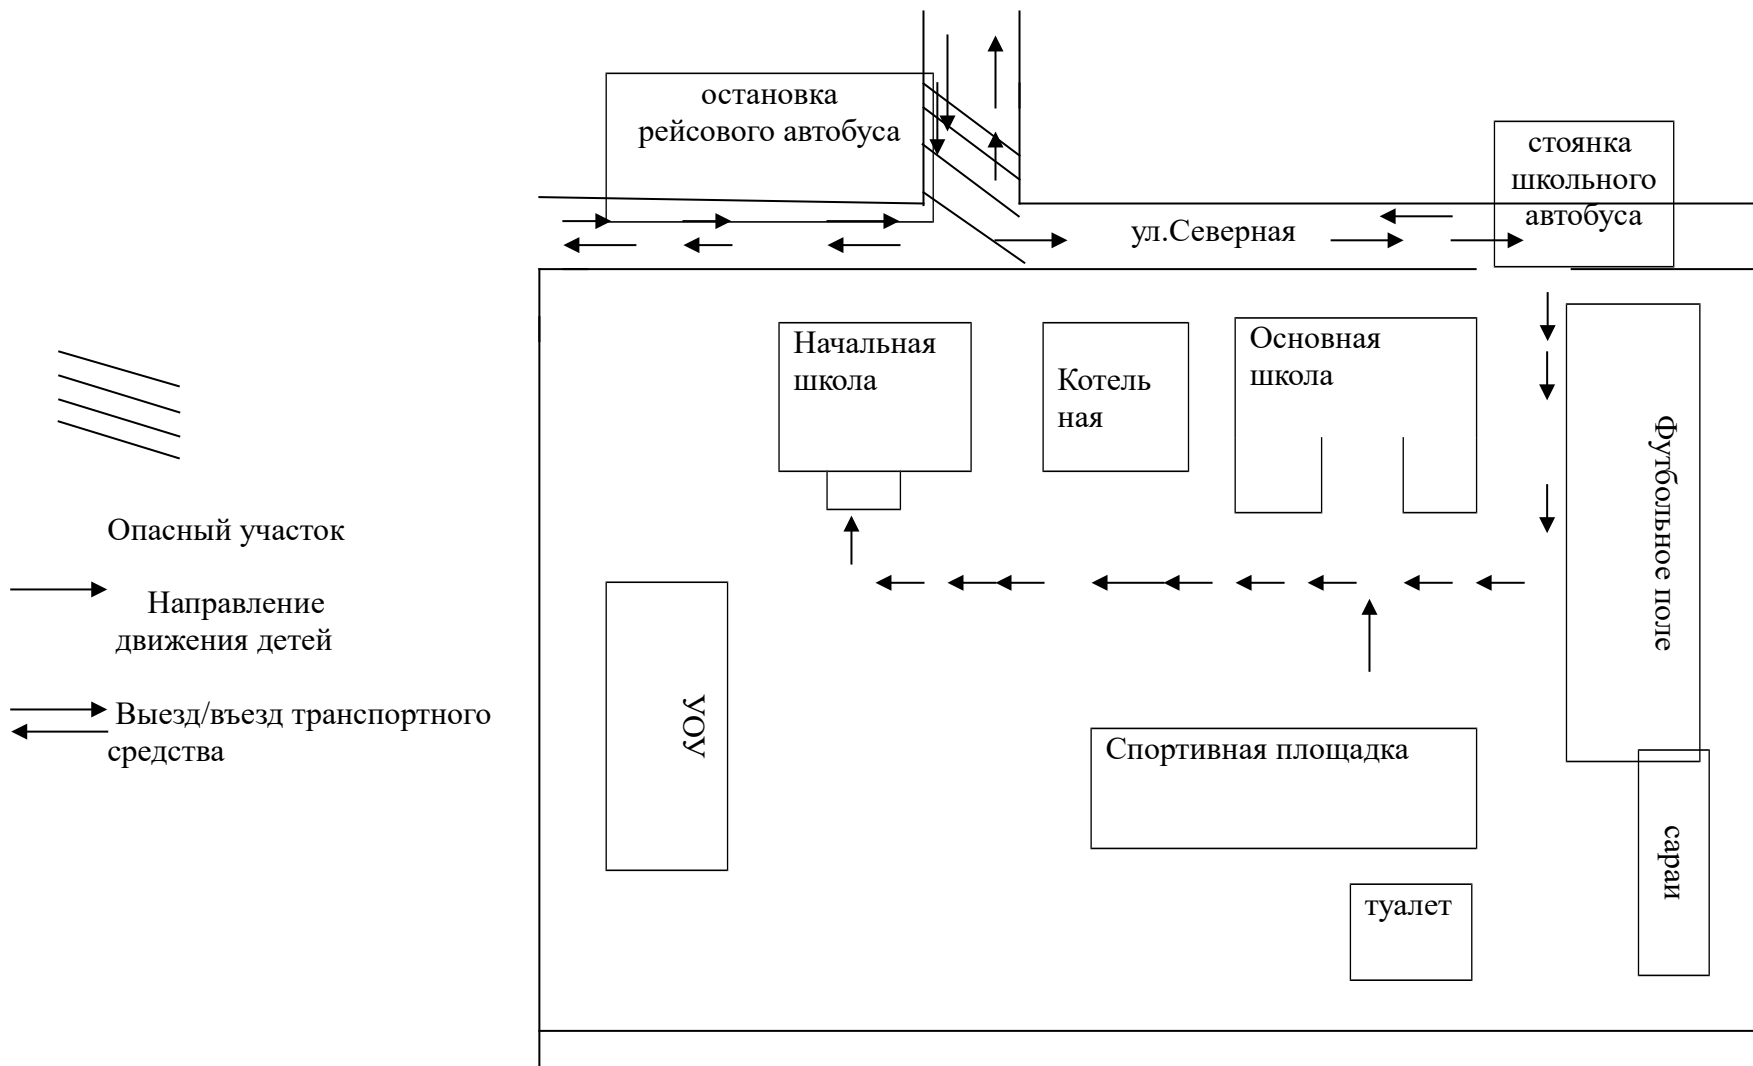 остановка
рейсового автобуса
стоянка
школьного
автобуса
ул.Северная
Начальная
школа
Котель
ная
Основная
школа
Футбольное поле
Опасный участок
Направление
движения детей
Выезд/въезд транспортного
средства
УОУ
Спортивная площадка
сараи
туалет